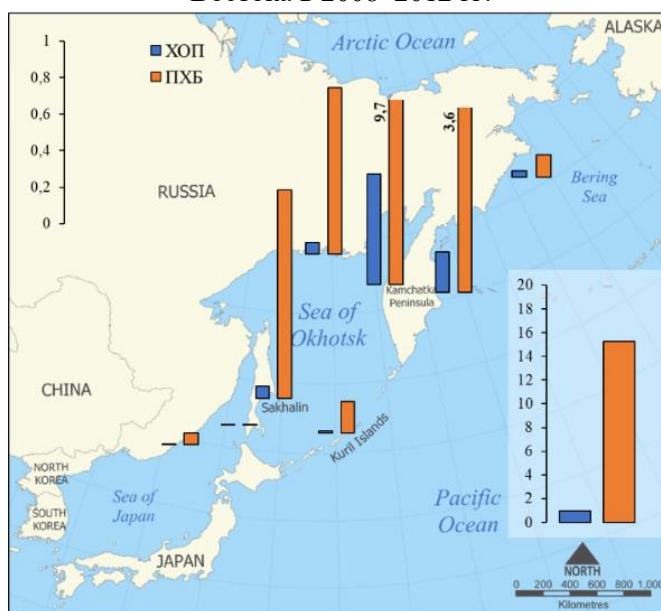 Востока в 2008–2012 гг.
Arctic Ocean
ALASKA
1
0,8
0,6
0,4
0,2
0
ХОП
ПХБ
9,7
3,6
RUSSIA
Bering
Sea
Kamchatka
Peninsula
Sea of
Okhotsk
CHINA
Sakhalin
Kuril Islands
NORTH
KOREA
SOUTH
KOREA
Sea of
Japan
JAPAN
Pacific
Ocean
20
18
16
14
12
10
8
6
4
2
0
NORTH
0 200 400 600 800 1,000
Kilometres